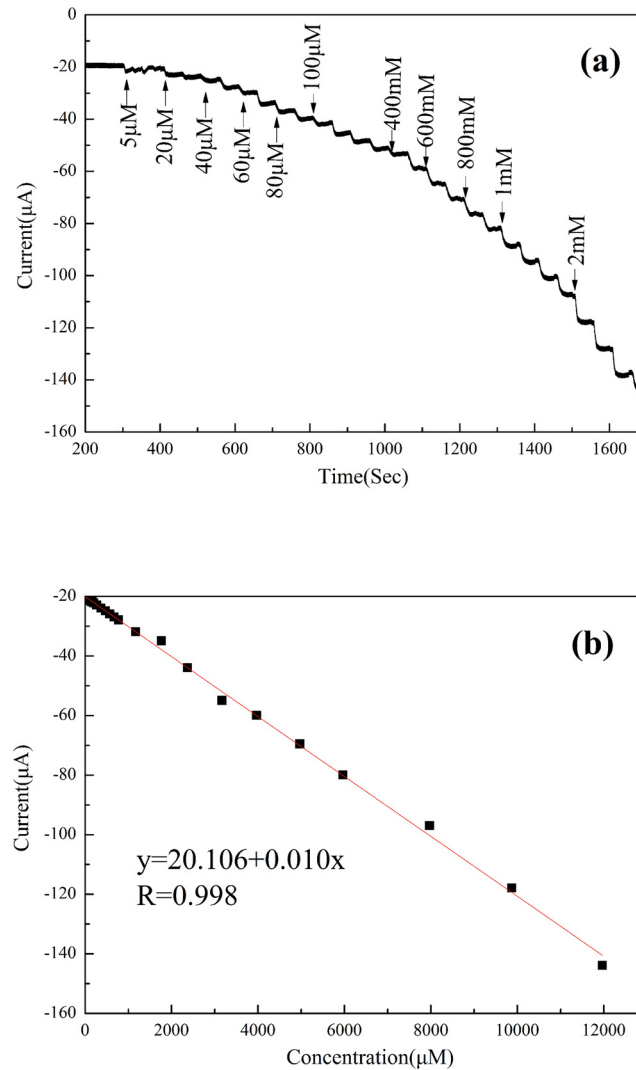 (a)
0
-20
-40
-60
-80
-100
-120
-140
-160
Current(μA)
5μM
20μM
40μM
60μM
80μM
100μM
400mM
600mM
800mM
1mM
2mM
200 400 600 800 1000 1200 1400 1600
Time(Sec)
(b)
-20
-40
-60
-80
-100
-120
-140
-160
Current(μA)
y=20.106+0.010x
R=0.998
0 2000 4000 6000 8000 10000 12000
Concentration(μM)